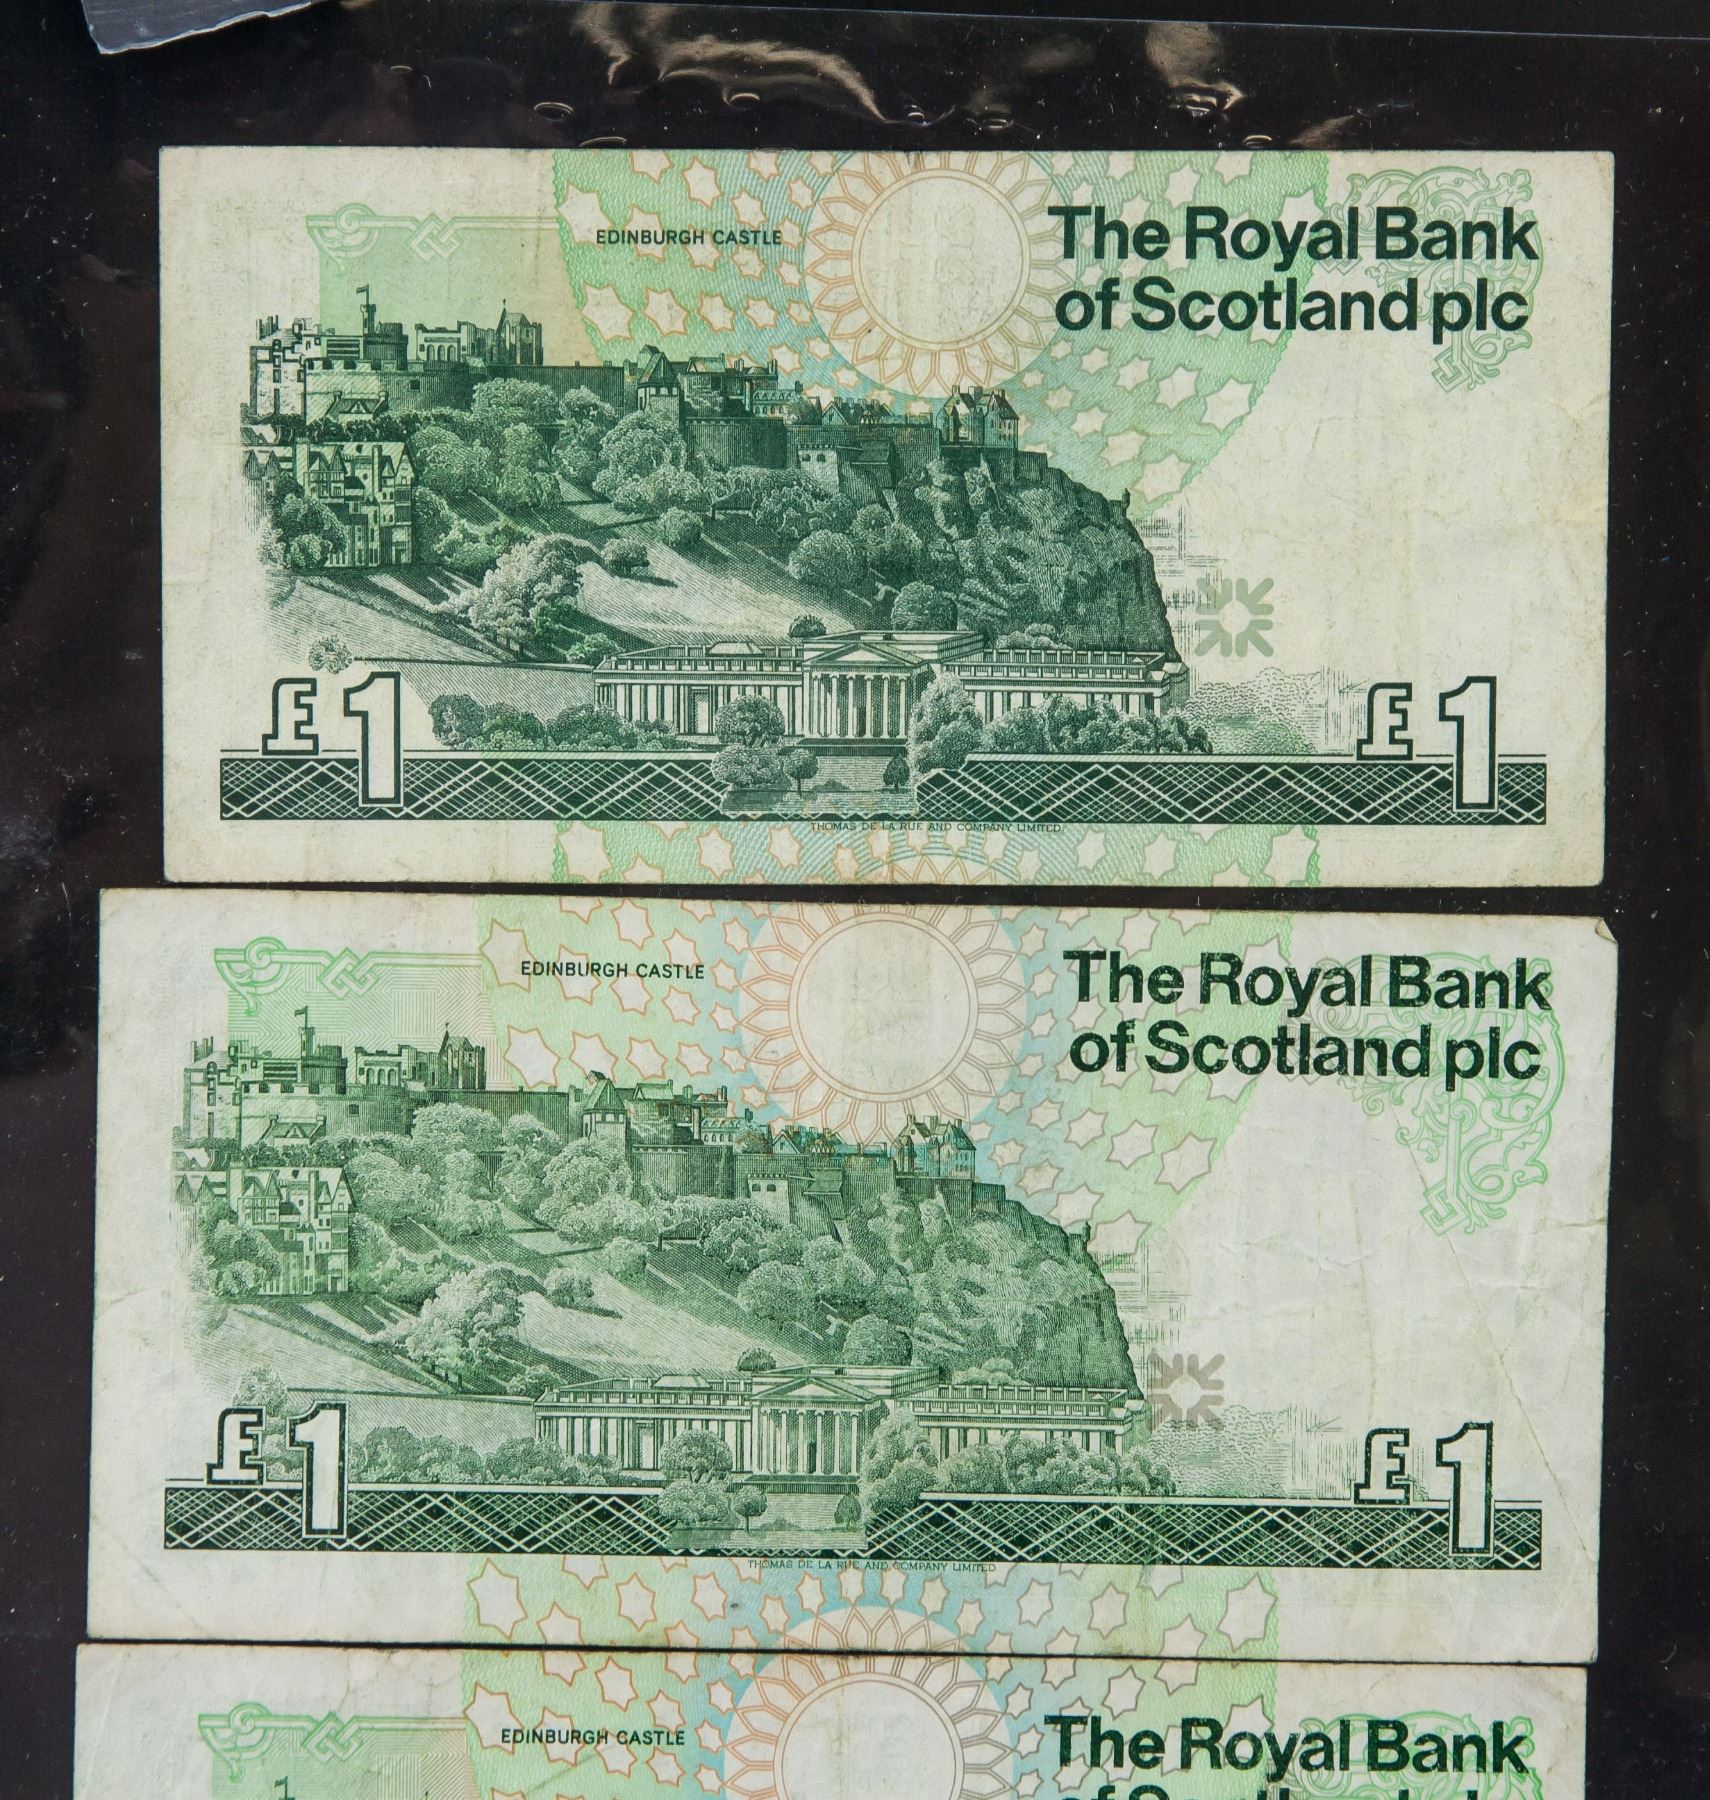 EDINBURGH CASTLE
The Royal Bank
of Scotland plc
£1
£1
THOMAS DE LA RUE AND COMPANY LIMITED
EDINBURGH CASTLE
The Royal Bank
of Scotland plc
£1
£1
THOMAS DE LA RUE AND COMPANY LIMITED
EDINBURGH CASTLE
The Royal Bank